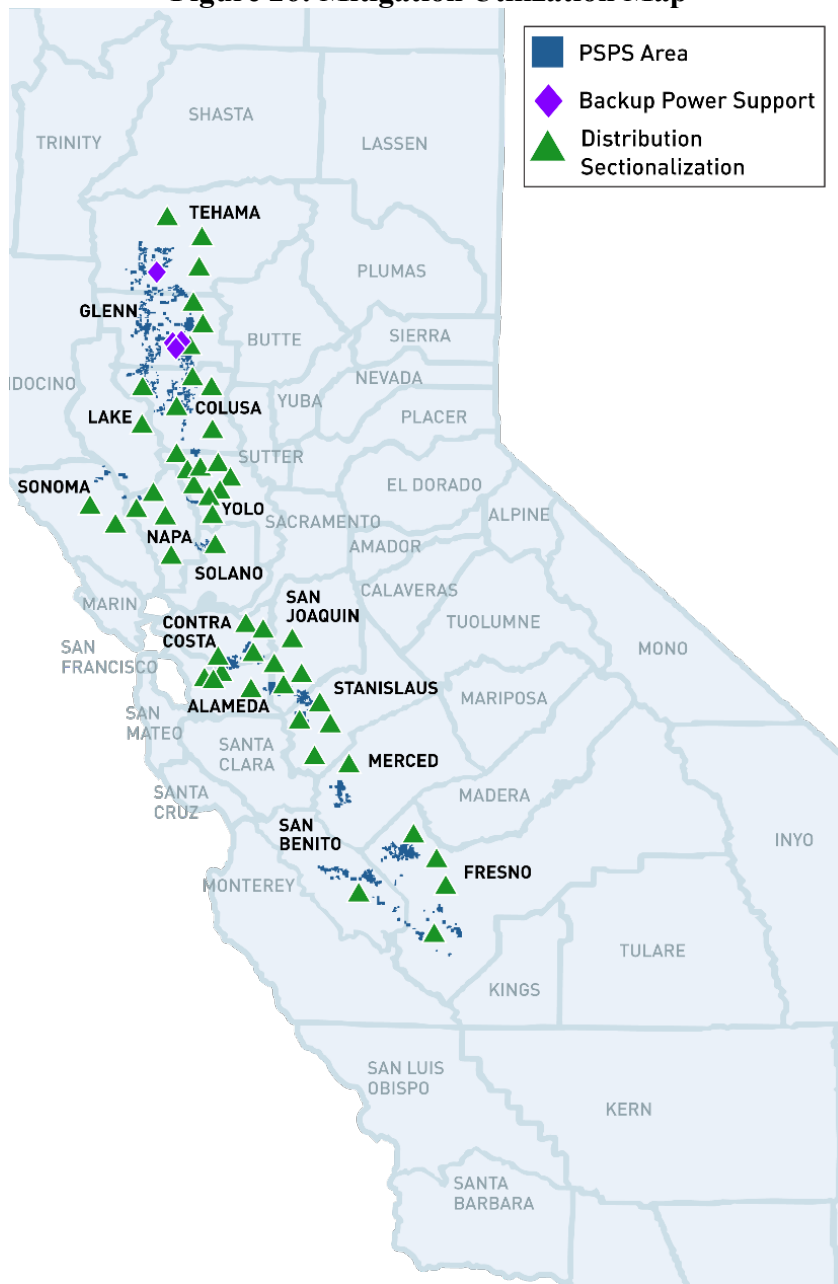 Figure Mitigation Utilization Map
PSPS Area
Backup Power Support
Distribution
Sectionalization
SHASTA
TRINITY
LASSEN
TEHAMA
PLUMAS
GLENN
SIERRA
BUTTE
NEVADA
IDOCINO
YUBA
COLUSA
PLACER
LAKE
SUTTER
EL DORADO
SONOMA
YOLO
SACRAMENTO
ALPINE
NAPA
AMADOR
SOLANO
CALAVERAS
MARIN
SAN
JOAQUIN
CONTRA
COSTA
TUOLUMNE
SAN
FRANCISCO
MONO
STANISLAUS
MARIPOSA
ALAMEDA
SAN
MATEO
SANTA
CLARA
MERCED
SANTA
CRUZ
MADERA
SAN
BENITO
INYO
FRESNO
MONTEREY
TULARE
KINGS
SAN LUIS
OBISPO
KERN
SANTA
BARBARA